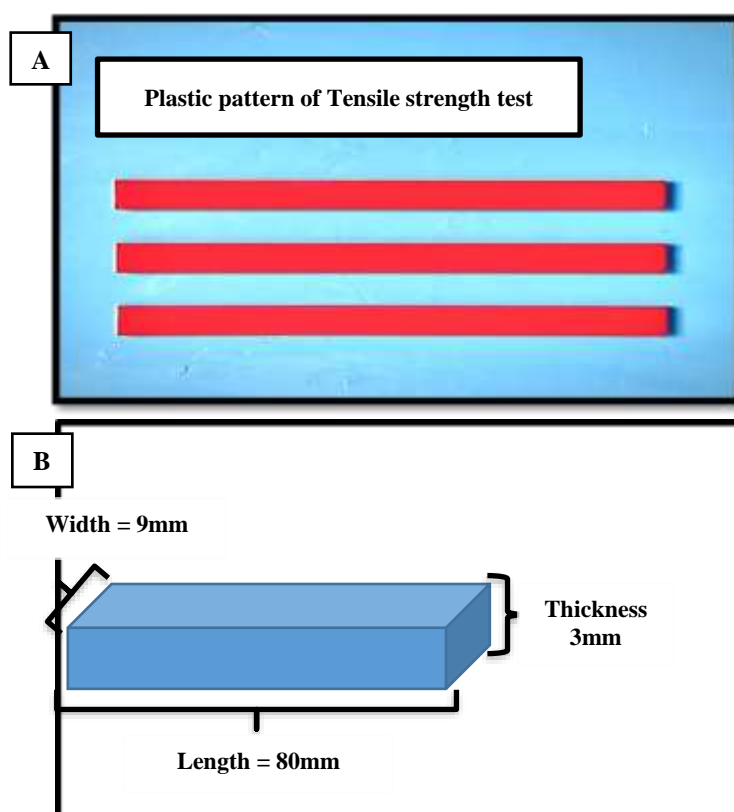 A
Plastic pattern of Tensile strength test
B
Width = 9mm
Thickness
3mm
Length = 80mm